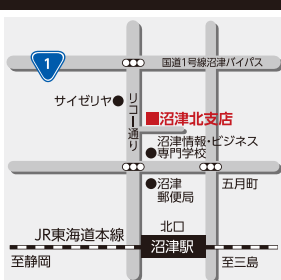 1
国道1号線沼津バイパス
サイゼリヤ
リコー通り
沼津北支店
沼津情報・ビジネス
専門学校
沼津
郵便局
五月町
北口
JR東海道本線
沼津駅
至静岡
至三島